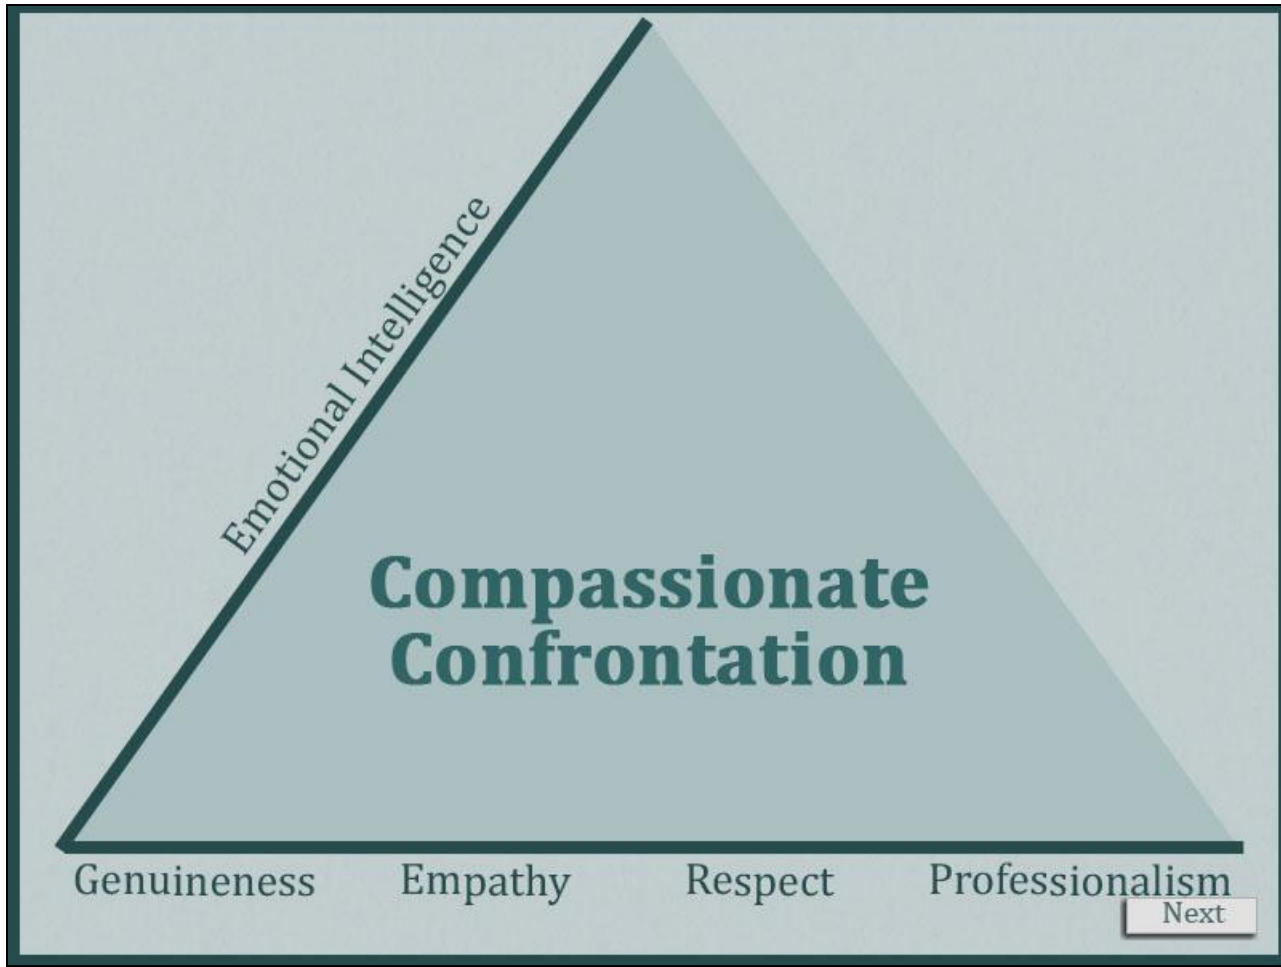 Emotional Intelligence
Compassionate
Confrontation
Genuineness Empathy Respect Professionalism
Next